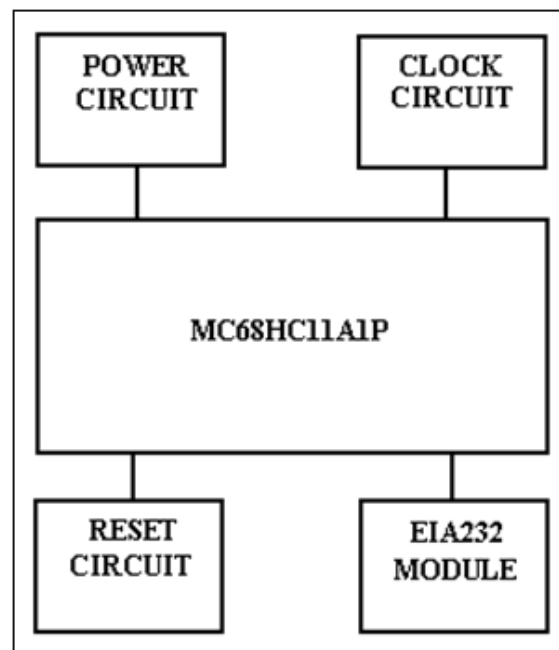 POWER
CIRCUIT
CLOCK
CIRCUIT
MC68HC11A1P
RESET
CIRCUIT
EIA232
MODULE